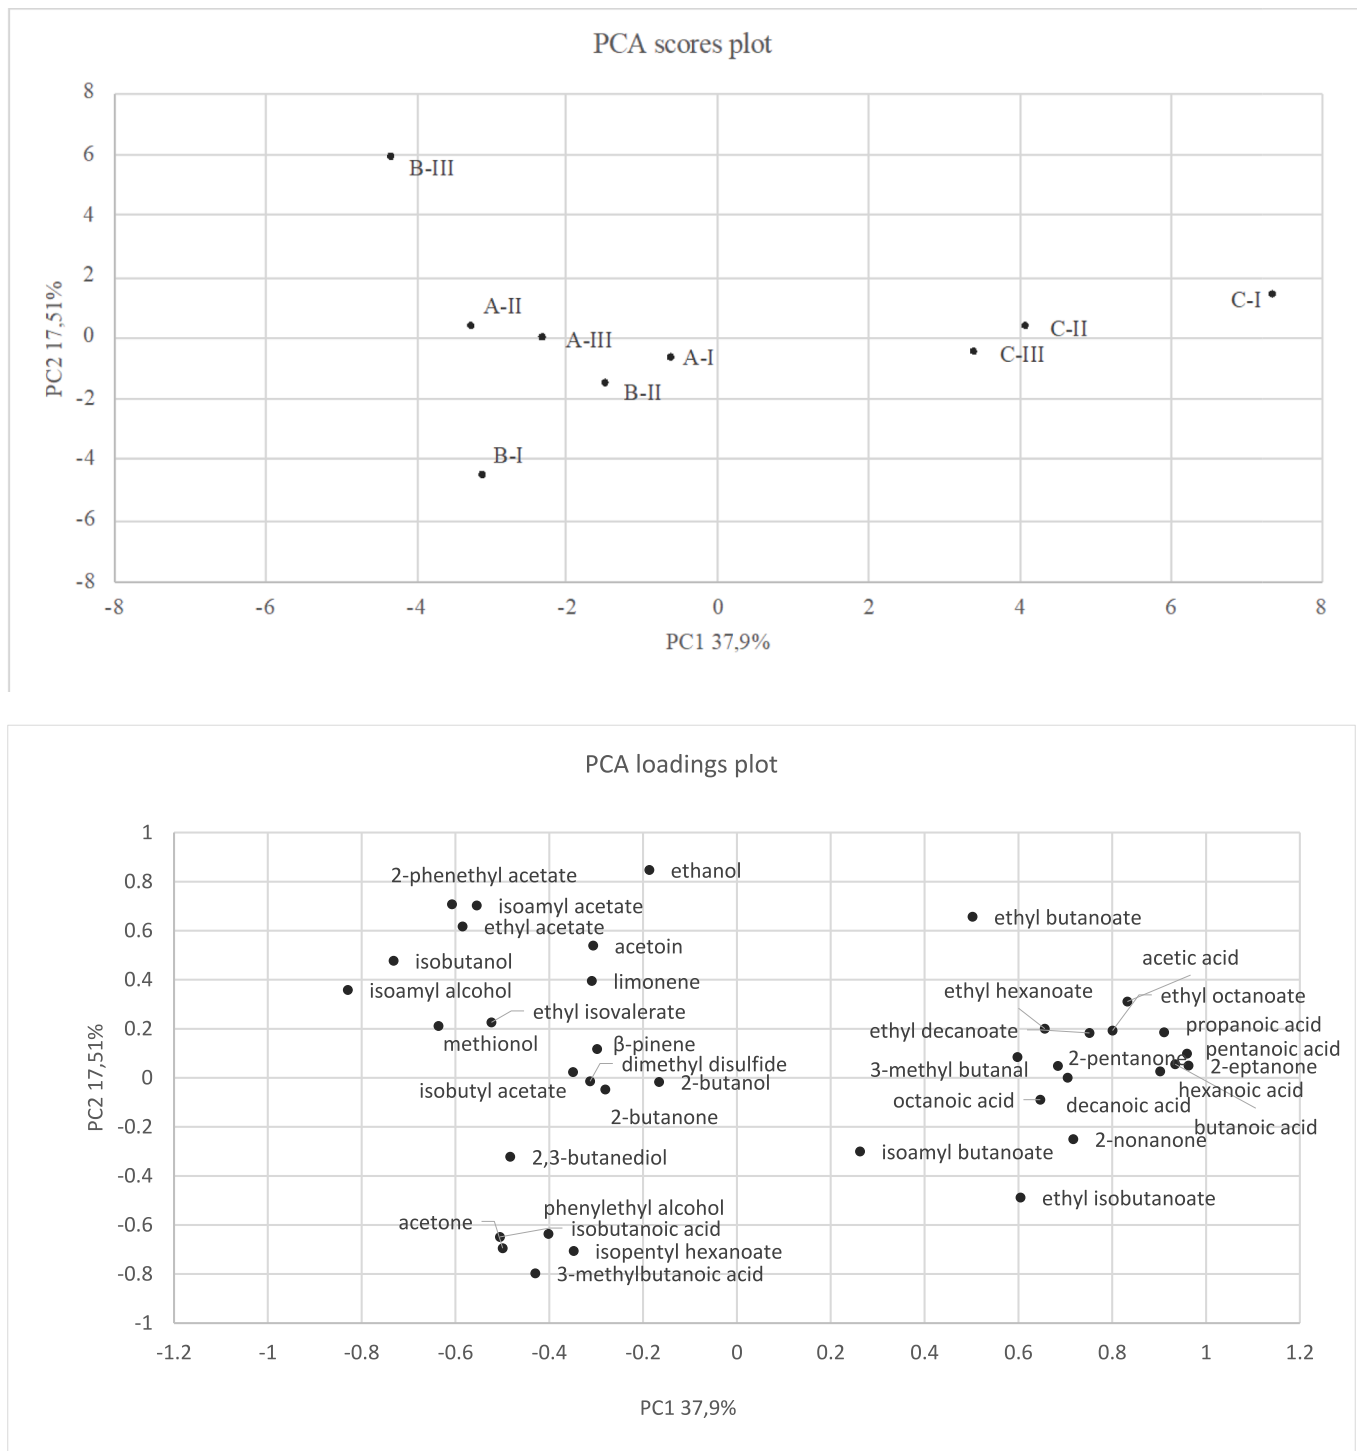 PCA scores plot
8
6
4
2
0
-2
-4
-6
-8
PC2 17,51%
B-III
A-II
A-III
A-I
B-II
B-I
C-I
C-II
C-III
-8 -6 -4 -2 0 2 4 6 8
PC1 37,9%
PCA loadings plot
1
0.8
0.6
0.4
0.2
0
-0.2
-0.4
-0.6
-0.8
-1
PC2 17,51%
2-phenethyl acetate
ethanol
isoamyl acetate
ethyl acetate
acetoin
isobutanol
limonene
isoamyl alcohol
ethyl isovalerate
methionol
β-pinene
dimethyl disulfide
isobutyl acetate
2-butanol
2-butanone
2,3-butanediol
phenylethyl alcohol
acetone
isobutanoic acid
isopentyl hexanoate
3-methylbutanoic acid
ethyl butanoate
acetic acid
ethyl hexanoate
ethyl octanoate
ethyl decanoate
propanoic acid
2-pentanone
pentanoic acid
3-methyl butanal
2-eptanone
octanoic acid
decanoic acid
hexanoic acid
butanoic acid
2-nonanone
isoamyl butanoate
ethyl isobutanoate
-1.2 -1 -0.8 -0.6 -0.4 -0.2 0 0.2 0.4 0.6 0.8 1 1.2
PC1 37,9%